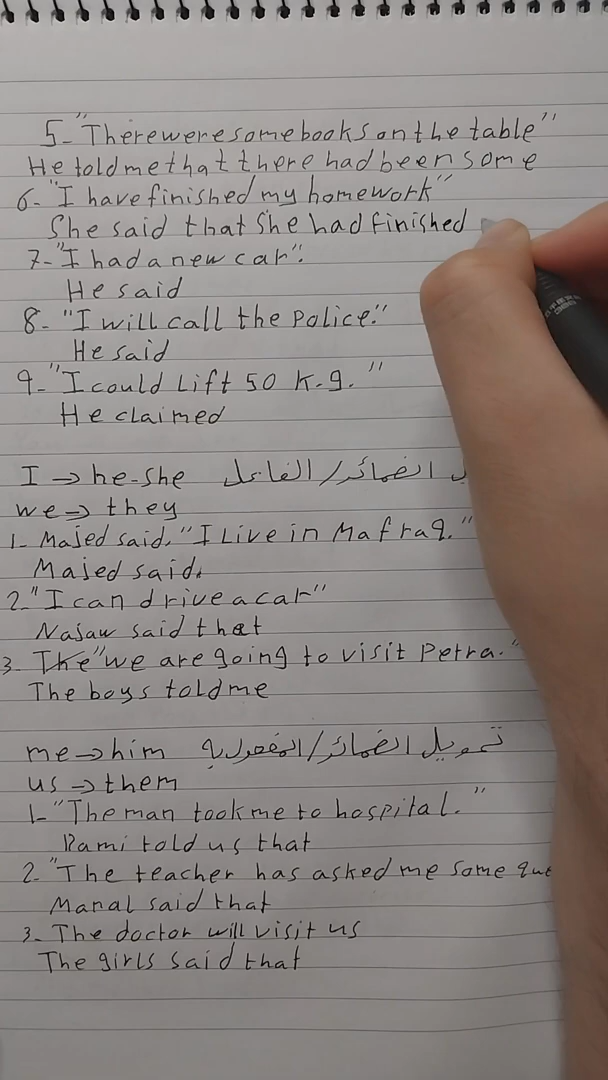 5- "There were some books on the table"
He told me that there had been some
6- "I have finished my homework"
She said that She had finished
7- "I had a new car".
He said
8- "I will call the Police."
He said
9- "I could Lift 50 K.g."
He claimed
I → he - she الضمائر / الفاعل
we → they
1- Majed said, "I Live in Mafraq."
Majed said,
2- "I can drive a car"
Najaw said that
3- The "we are going to visit Petra."
The boys told me
me → him تحويل الضمائر / المفعول به
us → them
1- "The man took me to hospital."
Rami told us that
2- "The teacher has asked me some que
Manal said that
3- The doctor will visit us
The girls said that